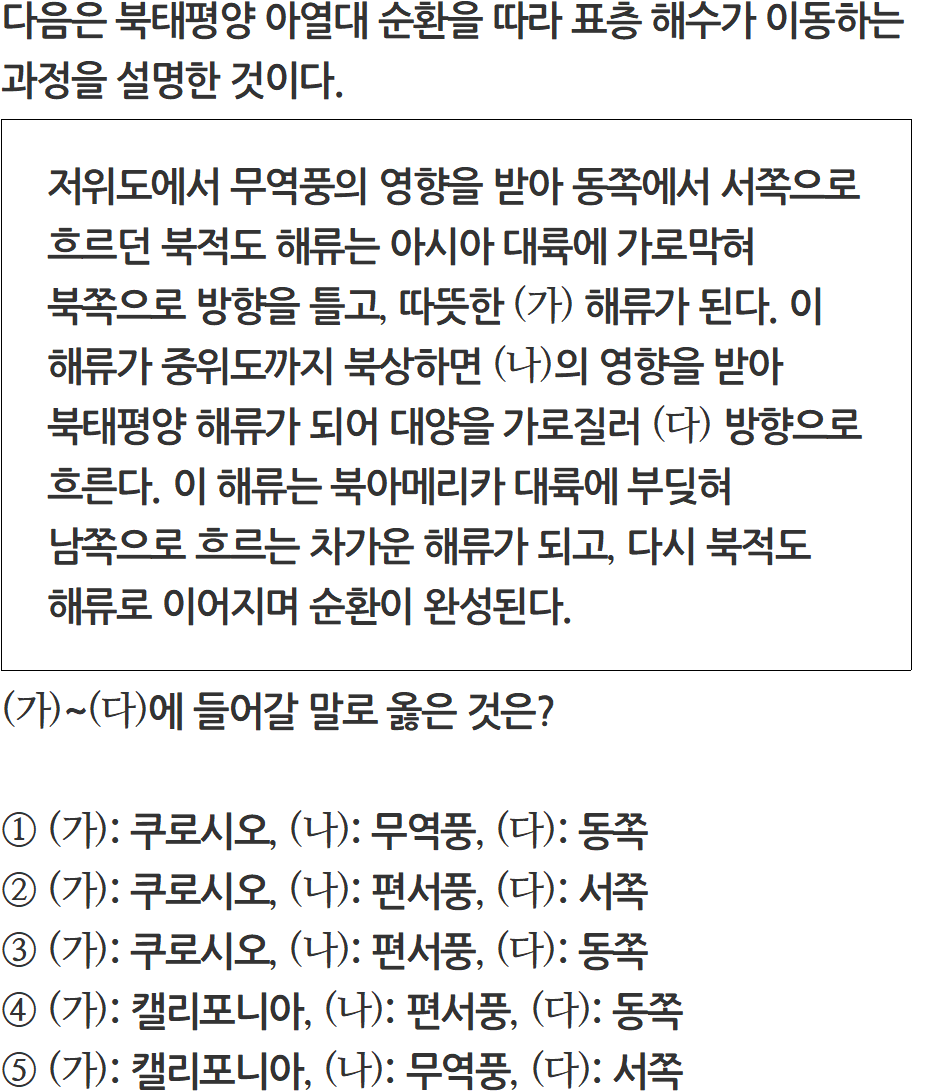 다음은 북태평양 아열대 순환을 따라 표층 해수가 이동하는
과정을 설명한 것이다.
저위도에서 무역풍의 영향을 받아 동쪽에서 서쪽으로
흐르던 북적도 해류는 아시아 대륙에 가로막혀
북쪽으로 방향을 틀고, 따뜻한 (가) 해류가 된다. 이
해류가 중위도까지 북상하면 (나)의 영향을 받아
북태평양 해류가 되어 대양을 가로질러 (다) 방향으로
흐른다. 이 해류는 북아메리카 대륙에 부딪혀
남쪽으로 흐르는 차가운 해류가 되고, 다시 북적도
해류로 이어지며 순환이 완성된다.
(가)~(다)에 들어갈 말로 옳은 것은?
① (가): 쿠로시오, (나): 무역풍, (다): 동쪽
② (가): 쿠로시오, (나): 편서풍, (다): 서쪽
③ (가): 쿠로시오, (나): 편서풍, (다): 동쪽
④ (가): 캘리포니아, (나): 편서풍, (다): 동쪽
⑤ (가): 캘리포니아, (나): 무역풍, (다): 서쪽